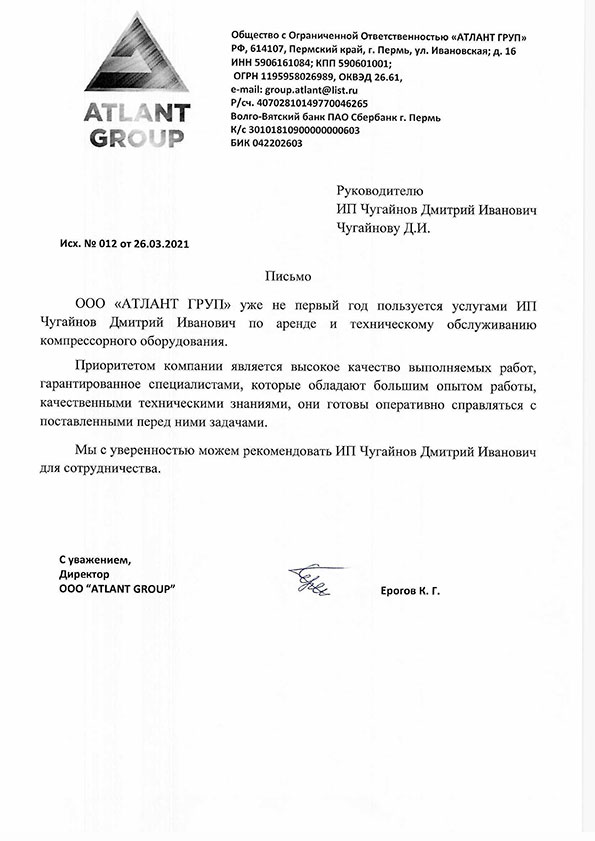 ATLANT
GROUP
Общество с Ограниченной Ответственностью «АТЛАНТ ГРУП»
РФ, 614107, Пермский край, г. Пермь, ул. Ивановская; д. 16
ИНН 5906161084; КПП 590601001;
ОГРН 1195958026989, ОКВЭД 26.61,
e-mail: group.atlant@list.ru
Р/сч. 40702810149770046265
Волго-Вятский банк ПАО Сбербанк г. Пермь
К/с 30101810900000000603
БИК 042202603
Руководителю
ИП Чугайнов Дмитрий Иванович
Чугайнову Д.И.
Исх. № 012 от 26.03.2021
Письмо
ООО «АТЛАНТ ГРУП» уже не первый год пользуется услугами ИП
Чугайнов Дмитрий Иванович по аренде и техническому обслуживанию
компрессорного оборудования.
Приоритетом компании является высокое качество выполняемых работ,
гарантированное специалистами, которые обладают большим опытом работы,
качественными техническими знаниями, они готовы оперативно справляться с
поставленными перед ними задачами.
Мы с уверенностью можем рекомендовать ИП Чугайнов Дмитрий Иванович
для сотрудничества.
С уважением,
Директор
ООО “ATLANT GROUP”
Ерогов К. Г.